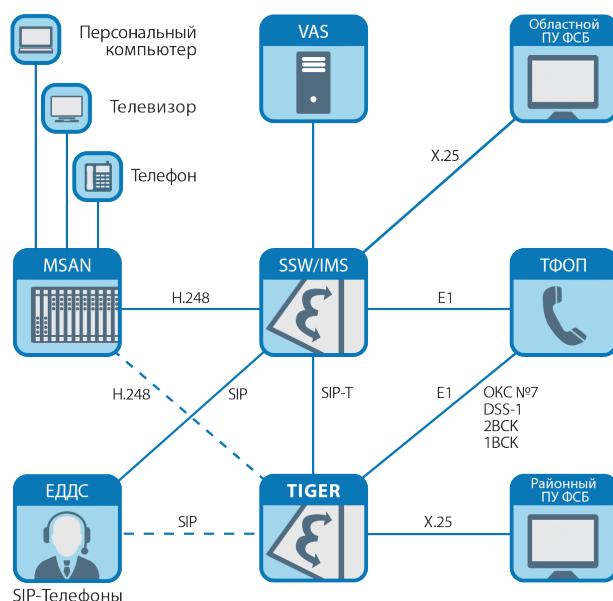 Персональный
компьютер
VAS
Областной
ПУ ФСБ
Телевизор
X.25
Телефон
MSAN
SSW/IMS
ТФОП
H.248
E1
H.248
SIP
SIP-T
E1
ОКС №7
DSS-1
2ВСК
1ВСК
ЕДДС
TIGER
Районный
ПУ ФСБ
SIP
X.25
SIP-Телефоны